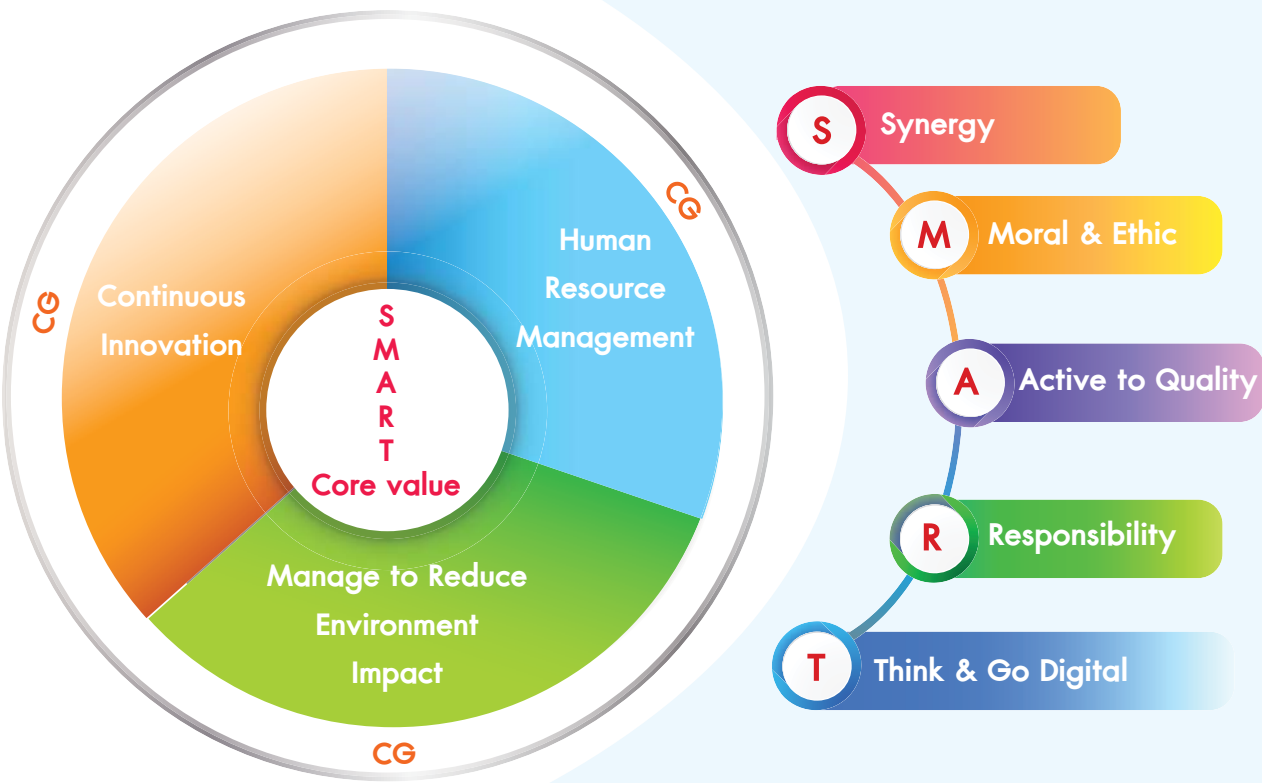 CG
Continuous
Innovation
CG
Human
Resource
Management
S
M
A
R
T
Core value
Manage to Reduce
Environment
Impact
CG
S Synergy
M Moral & Ethic
A Active to Quality
R Responsibility
T Think & Go Digital